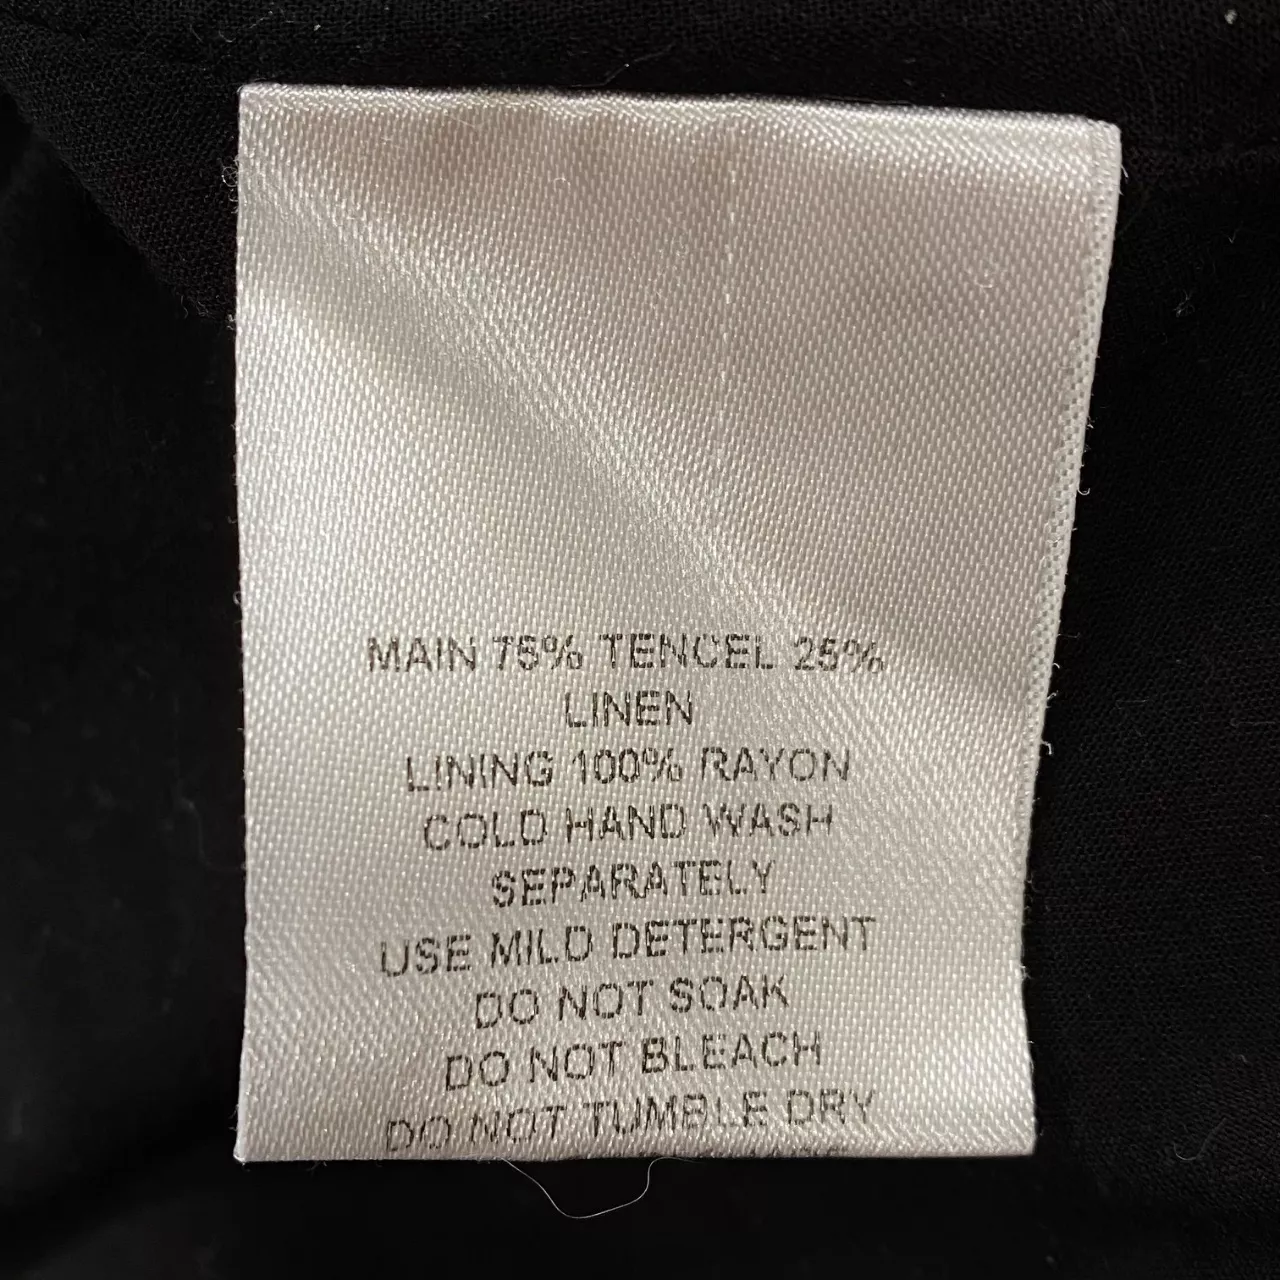 MAIN 75% TENCEL 25%
LINEN
LINING 100% RAYON
COLD HAND WASH
SEPARATELY
USE MILD DETERGENT
DO NOT SOAK
DO NOT BLEACH
DO NOT TUMBLE DRY